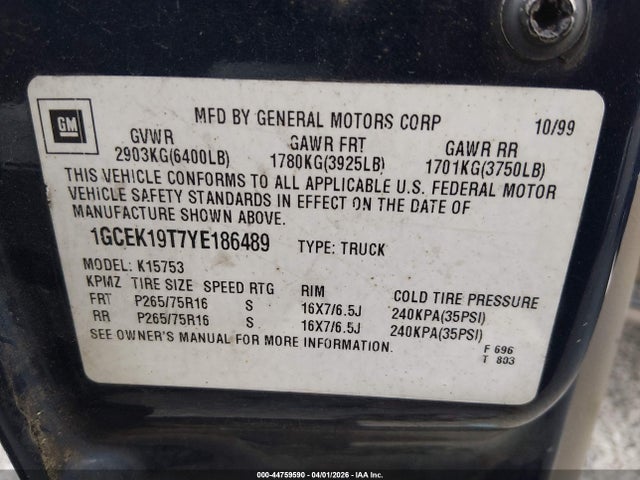 GM
MFD BY GENERAL MOTORS CORP 10/99
GVWR GAWR FRT GAWR RR
2903KG(6400LB) 1780KG(3925LB) 1701KG(3750LB)
THIS VEHICLE CONFORMS TO ALL APPLICABLE U.S. FEDERAL MOTOR
VEHICLE SAFETY STANDARDS IN EFFECT ON THE DATE OF
MANUFACTURE SHOWN ABOVE.
1GCEK19T7YE186489 TYPE: TRUCK
MODEL: K15753
KPMZ TIRE SIZE SPEED RTG RIM COLD TIRE PRESSURE
FRT P265/75R16 S 16X7/6.5J 240KPA(35PSI)
RR P265/75R16 S 16X7/6.5J 240KPA(35PSI)
SEE OWNER'S MANUAL FOR MORE INFORMATION.
F 696
T 803
000-44759590 - 04/01/2026 - IAA Inc.